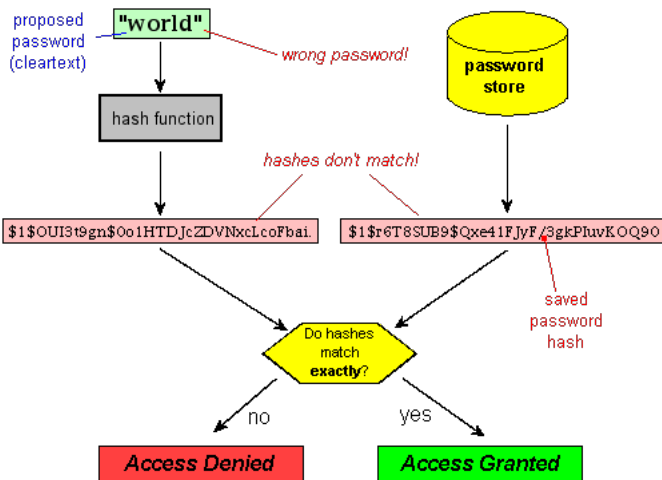 proposed
password
(cleartext)
"world"
wrong password!
password
store
hash function
hashes don't match!
$1$OUI3t9gn$0o1HTDJcZDVNxcLcoFbai.
$1$r6T8SUB9$Qxe41FJyF/3gkPIuvKOQ90
saved
password
hash
Do hashes
match
exactly?
no
yes
Access Denied
Access Granted